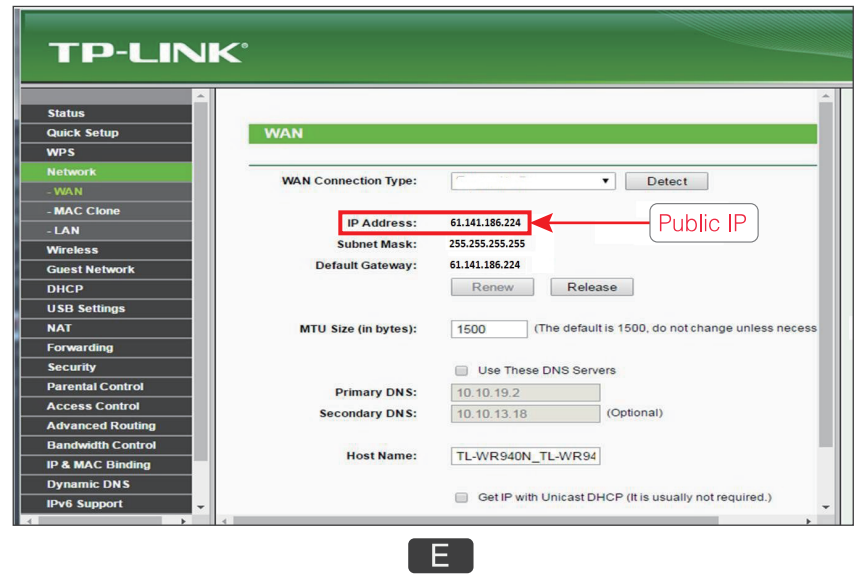 TP-LINK®
Status
Quick Setup
WPS
Network
- WAN
- MAC Clone
- LAN
Wireless
Guest Network
DHCP
USB Settings
NAT
Forwarding
Security
Parental Control
Access Control
Advanced Routing
Bandwidth Control
IP & MAC Binding
Dynamic DNS
IPv6 Support
WAN
WAN Connection Type: Detect
IP Address: 61.141.186.224 Public IP
Subnet Mask: 255.255.255.255
Default Gateway: 61.141.186.224
Renew Release
MTU Size (in bytes): 1500 (The default is 1500, do not change unless necess
Use These DNS Servers
Primary DNS: 10.10.19.2
Secondary DNS: 10.10.13.18 (Optional)
Host Name: TL-WR940N_TL-WR94
Get IP with Unicast DHCP (It is usually not required.)
E